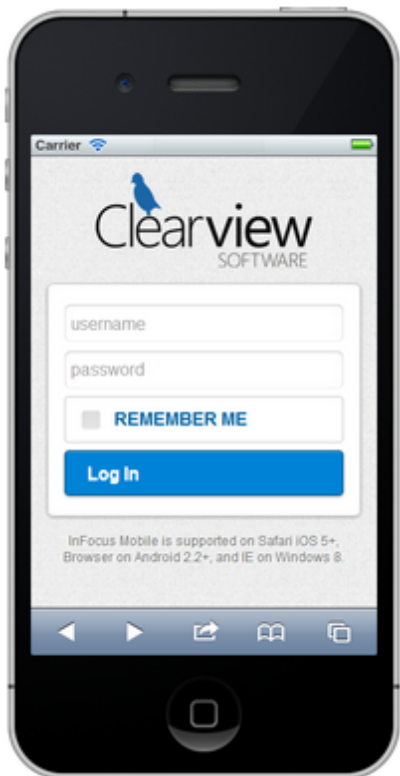 Carrier
Clearview
SOFTWARE
username
password
REMEMBER ME
Log In
InFocus Mobile is supported on Safari iOS 5+,
Browser on Android 2.2+, and IE on Windows 8.